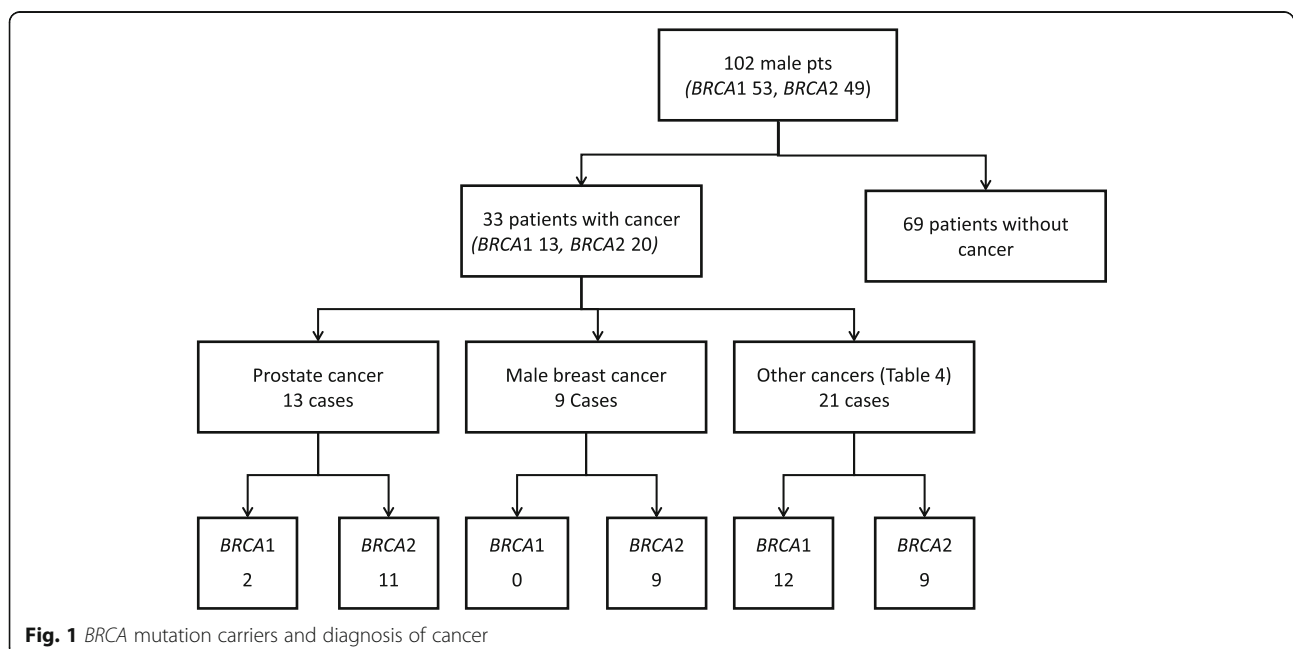 102 male pts
(BRCA1 53, BRCA2 49)
33 patients with cancer
(BRCA1 13, BRCA2 20)
69 patients without
cancer
Prostate cancer
13 cases
Male breast cancer
9 Cases
Other cancers (Table 4)
21 cases
BRCA1
2
BRCA2
11
BRCA1
0
BRCA2
9
BRCA1
12
BRCA2
9
Fig. 1 BRCA mutation carriers and diagnosis of cancer